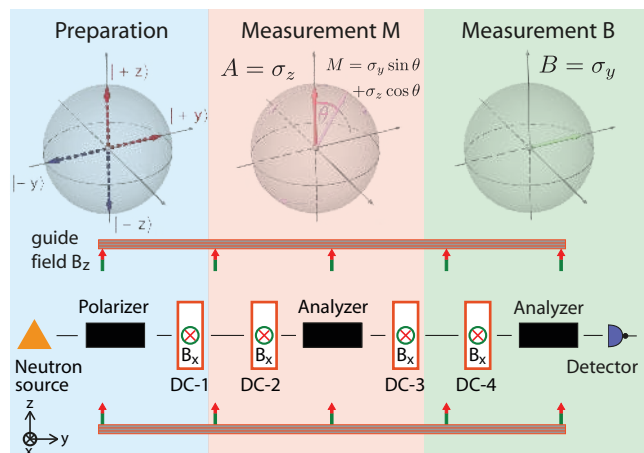 Preparation
Measurement M
Measurement B
|+z⟩
|+y⟩
|−y⟩
|−z⟩
A = σz
M = σy sin θ
+σz cos θ
θ
B = σy
guide
field Bz
Polarizer
Analyzer
Analyzer
Bx
Bx
Bx
Bx
Neutron
source
DC-1
DC-2
DC-3
DC-4
Detector
z
x
y